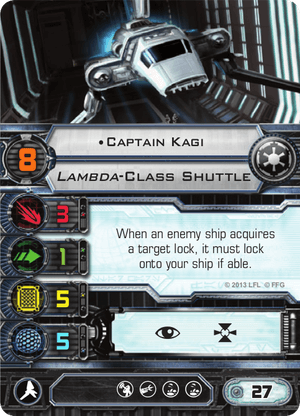 • Captain Kagi
8
Lambda-Class Shuttle
3
1
5
5
When an enemy ship acquires
a target lock, it must lock
onto your ship if able.
© 2013 LFL © FFG
27